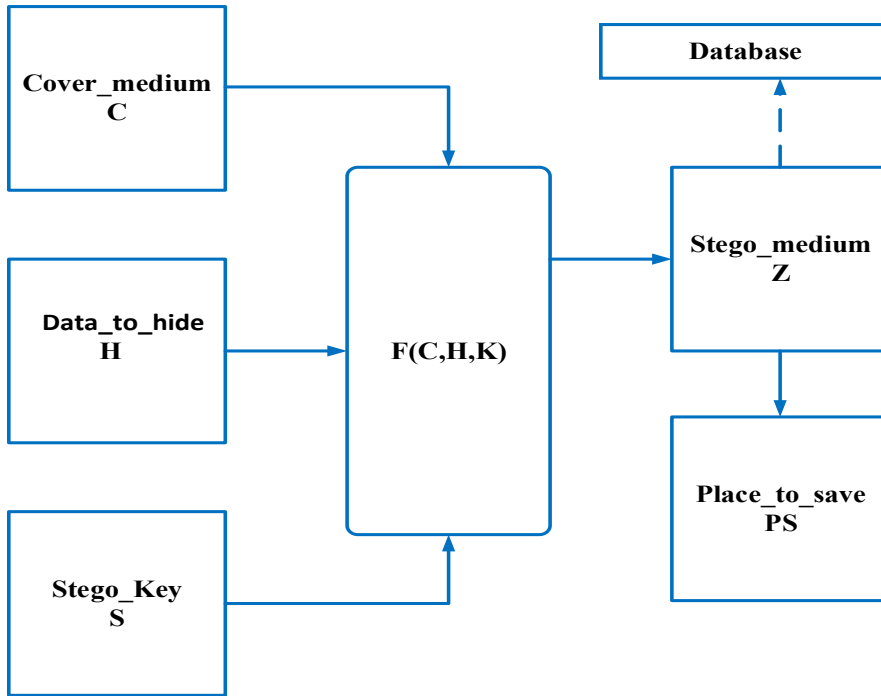 Cover_medium
C
Data_to_hide
H
Stego_Key
S
F(C,H,K)
Database
Stego_medium
Z
Place_to_save
PS